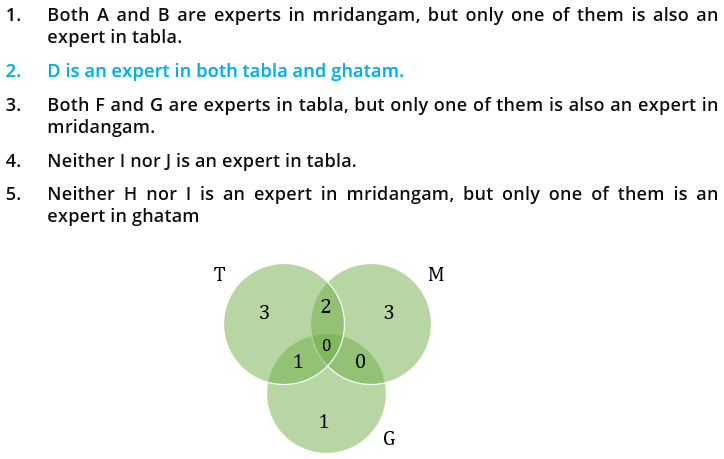 1. Both A and B are experts in mridangam, but only one of them is also an
expert in tabla.
2. D is an expert in both tabla and ghatam.
3. Both F and G are experts in tabla, but only one of them is also an expert in
mridangam.
4. Neither I nor J is an expert in tabla.
5. Neither H nor I is an expert in mridangam, but only one of them is an
expert in ghatam
T M
3 2 3
0
1 0
1
G